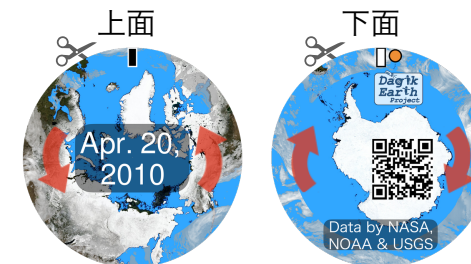 上面
下面
Apr. 20,
2010
Dagik
Earth
Project
Data by NASA,
NOAA & USGS